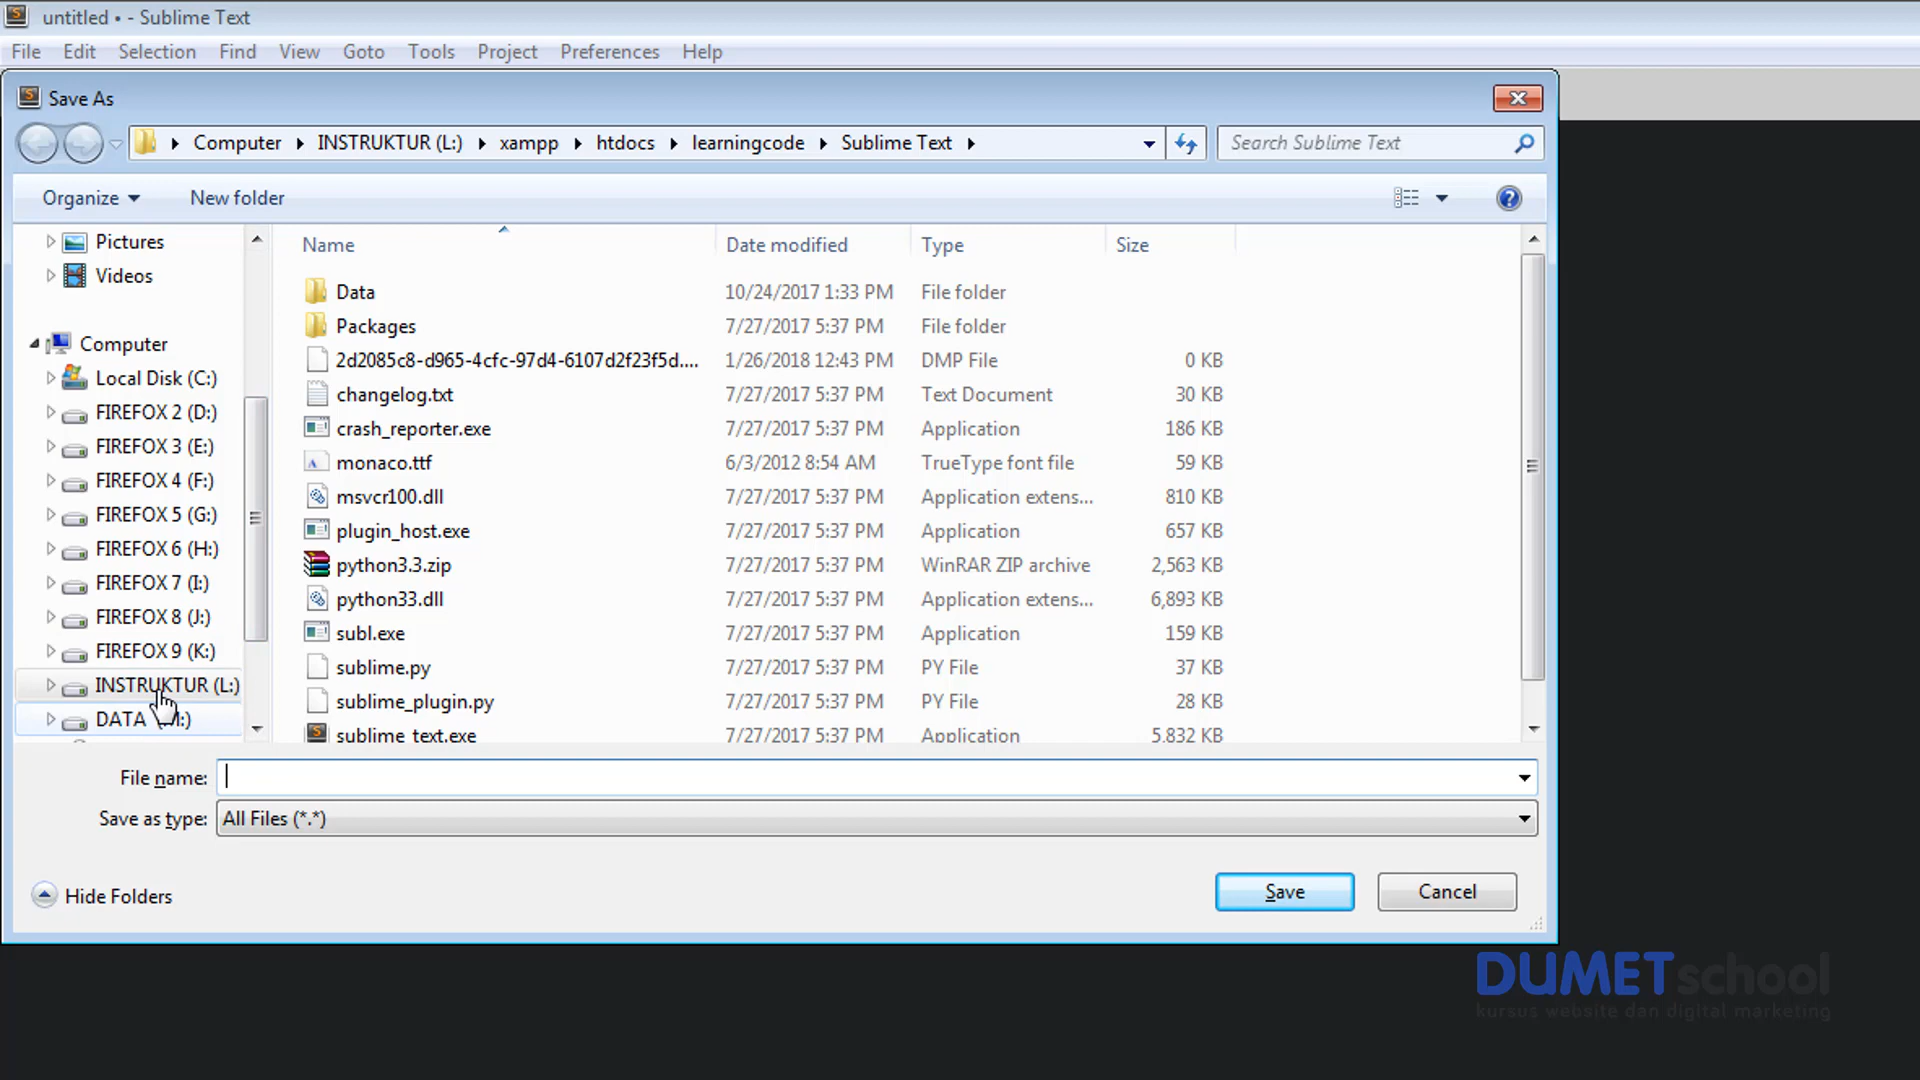 untitled • - Sublime Text
File Edit Selection Find View Goto Tools Project Preferences Help
Save As
Computer INSTRUKTUR (L:) xampp htdocs learningcode Sublime Text
Search Sublime Text
Organize New folder
Pictures
Videos
Computer
Local Disk (C:)
FIREFOX 2 (D:)
FIREFOX 3 (E:)
FIREFOX 4 (F:)
FIREFOX 5 (G:)
FIREFOX 6 (H:)
FIREFOX 7 (I:)
FIREFOX 8 (J:)
FIREFOX 9 (K:)
INSTRUKTUR (L:)
DATA (M:)
Name Date modified Type Size
Data 10/24/2017 1:33 PM File folder
Packages 7/27/2017 5:37 PM File folder
2d2085c8-d965-4cfc-97d4-6107d2f23f5d.... 1/26/2018 12:43 PM DMP File 0 KB
changelog.txt 7/27/2017 5:37 PM Text Document 30 KB
crash_reporter.exe 7/27/2017 5:37 PM Application 186 KB
monaco.ttf 6/3/2012 8:54 AM TrueType font file 59 KB
msvcr100.dll 7/27/2017 5:37 PM Application extens... 810 KB
plugin_host.exe 7/27/2017 5:37 PM Application 657 KB
python3.3.zip 7/27/2017 5:37 PM WinRAR ZIP archive 2,563 KB
python33.dll 7/27/2017 5:37 PM Application extens... 6,893 KB
subl.exe 7/27/2017 5:37 PM Application 159 KB
sublime.py 7/27/2017 5:37 PM PY File 37 KB
sublime_plugin.py 7/27/2017 5:37 PM PY File 28 KB
sublime_text.exe 7/27/2017 5:37 PM Application 5,832 KB
File name:
Save as type: All Files (*.*)
Hide Folders
Save Cancel
DUMETschool
kursus website dan digital marketing